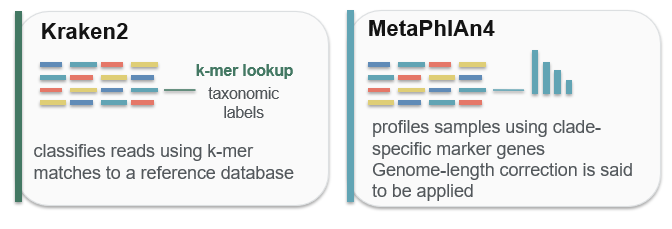 Kraken2
k-mer lookup
taxonomic
labels
classifies reads using k-mer
matches to a reference database
MetaPhlAn4
profiles samples using clade-
specific marker genes
Genome-length correction is said
to be applied